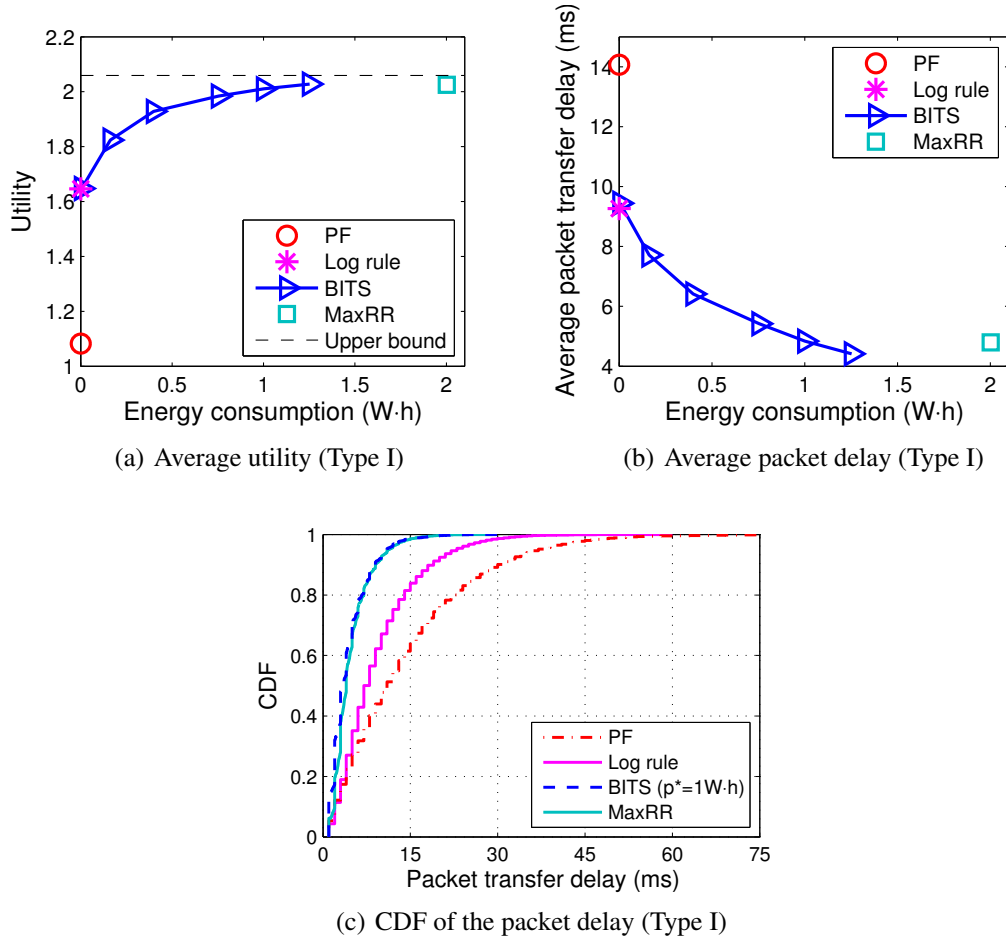 2.2
2
1.8
1.6
1.4
1.2
1
0 0.5 1 1.5 2
Utility
Energy consumption (W·h)
PF
Log rule
BITS
MaxRR
Upper bound
(a) Average utility (Type I)
14
12
10
8
6
4
0 0.5 1 1.5 2
Average packet transfer delay (ms)
Energy consumption (W·h)
PF
Log rule
BITS
MaxRR
(b) Average packet delay (Type I)
1
0.8
0.6
0.4
0.2
0
0 15 30 45 60 75
CDF
Packet transfer delay (ms)
PF
Log rule
BITS (p*=1W·h)
MaxRR
(c) CDF of the packet delay (Type I)